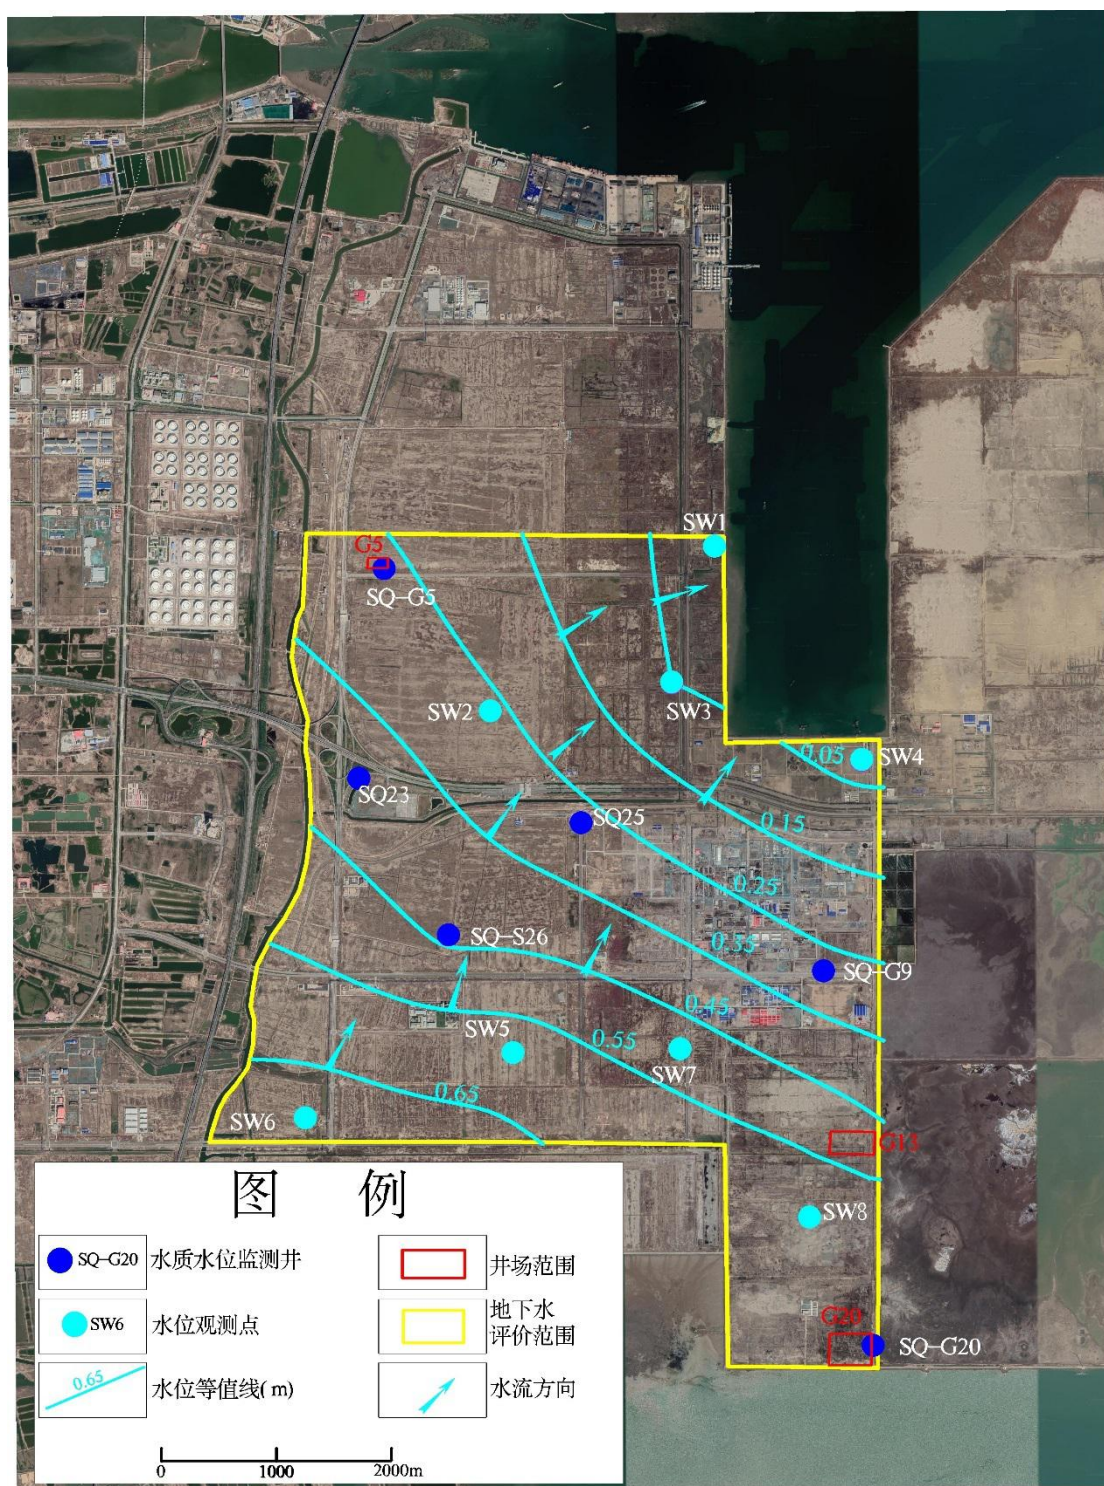 SW1
G5
SQ-G5
SW2
SW3
0.05
SW4
SQ23
SQ25
0.15
0.25
SQ-S26
0.35
SQ-G9
0.45
SW5
0.55
SW7
0.65
SW6
G13
SW8
G20
SQ-G20
图 例
SQ-G20 水质水位监测井
井场范围
SW6 水位观测点
地下水
评价范围
0.65 水位等值线(m)
水流方向
0 1000 2000m